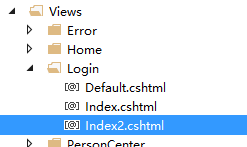 Views
Error
Home
Login
[@] Default.cshtml
[@] Index.cshtml
[@] Index2.cshtml
PersonCenter